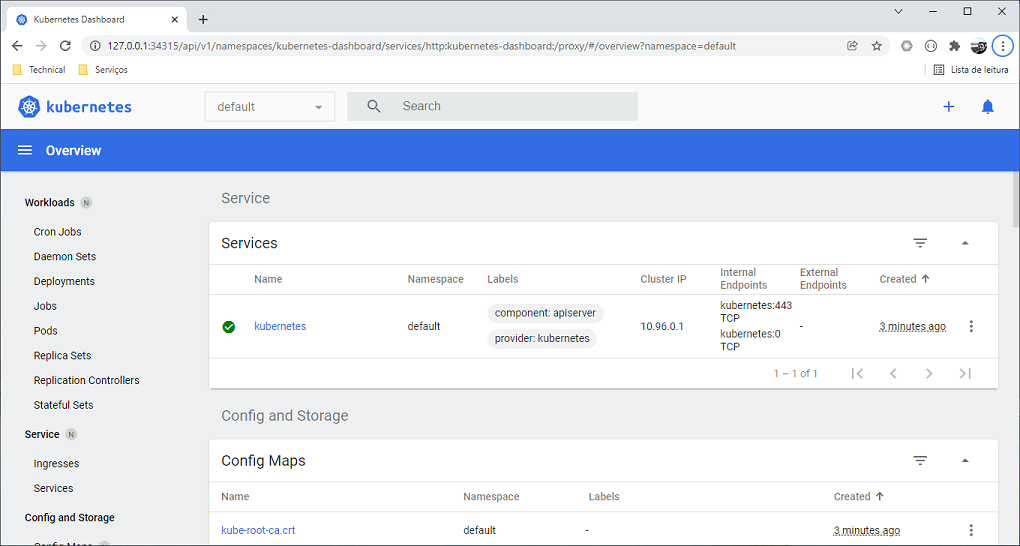 Kubernetes Dashboard
127.0.0.1:34315/api/v1/namespaces/kubernetes-dashboard/services/http:kubernetes-dashboard:/proxy/#/overview?namespace=default
Technical
Serviços
Lista de leitura
kubernetes
default
Search
Overview
Workloads N
Cron Jobs
Daemon Sets
Deployments
Jobs
Pods
Replica Sets
Replication Controllers
Stateful Sets
Service N
Ingresses
Services
Config and Storage
Config Maps N
Service
Services
Name Namespace Labels Cluster IP Internal Endpoints External Endpoints Created
kubernetes default component: apiserver 10.96.0.1 kubernetes:443 TCP - 3 minutes ago
provider: kubernetes kubernetes:0 TCP
1 – 1 of 1
Config and Storage
Config Maps
Name Namespace Labels Created
kube-root-ca.crt default - 3 minutes ago